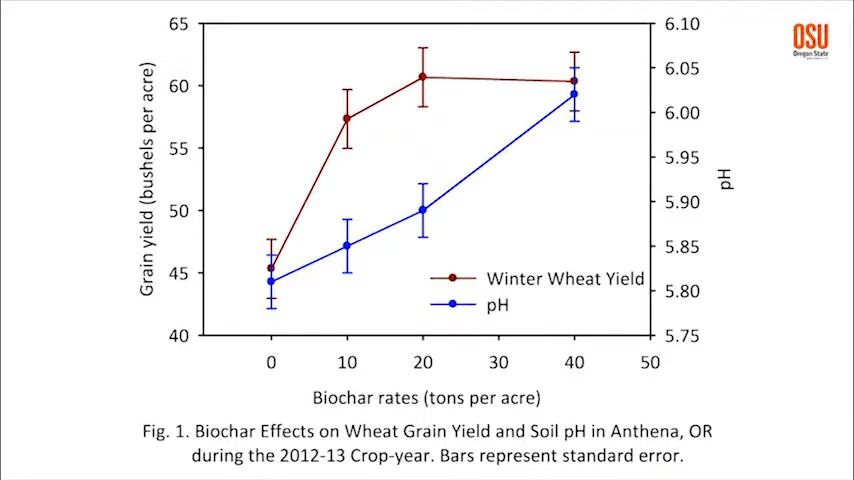 65
60
55
50
45
40
Grain yield (bushels per acre)
6.10
6.05
6.00
5.95
5.90
5.85
5.80
5.75
pH
OSU
Oregon State
Winter Wheat Yield
pH
0 10 20 30 40 50
Biochar rates (tons per acre)
Fig. 1. Biochar Effects on Wheat Grain Yield and Soil pH in Anthena, OR
during the 2012-13 Crop-year. Bars represent standard error.